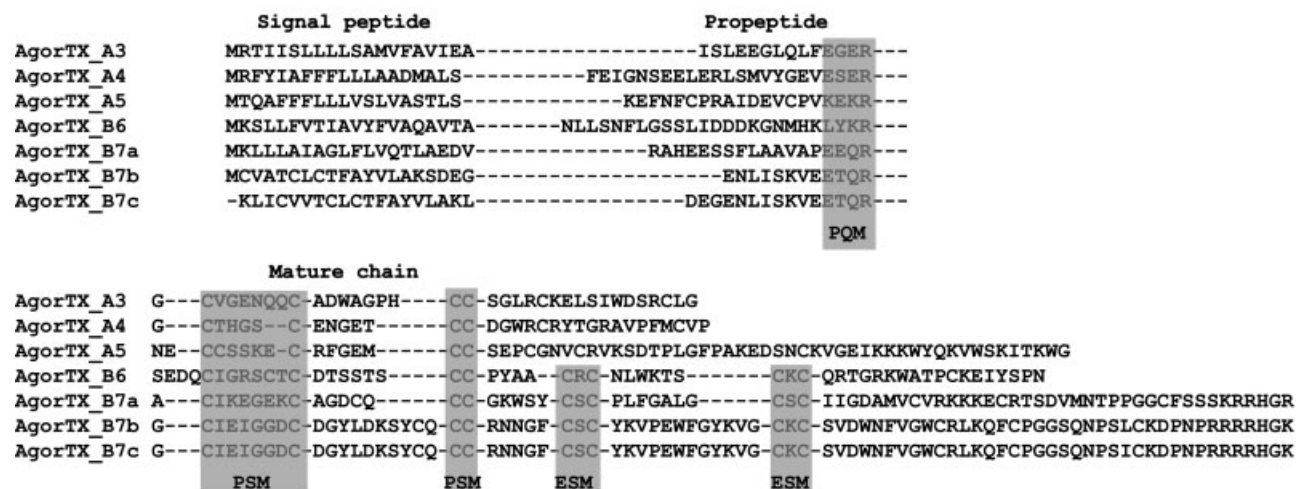 Signal peptide Propeptide
AgorTX_A3 MRTIISLLLLSAMVFAVIEA------------------ISLEEGLQLFEGER---
AgorTX_A4 MRFYIAFFFLLLAADMALS----------FEIGNSEELERLSMVYGEVESER---
AgorTX_A5 MTQAFFFLLLVSLVASTLS-------------KEFNFCPRAIDEVCPVKEKR---
AgorTX_B6 MKSLLFVTIAVYFVAQAVTA-------NLLSNFLGSSLIDDDKGNMHKLYKR---
AgorTX_B7a MKLLLAIAGLFLVQTLAEDV--------------RAHEESSFLAAVAPEEQR---
AgorTX_B7b MCVATCLCTFAYVLAKSDEG--------------------ENLISKVEETQR---
AgorTX_B7c -KLICVVTCLCTFAYVLAKL-----------------DEGENLISKVEETQR---
PQM
Mature chain
AgorTX_A3 G---CVGENQQC-ADWAGPH----CC-SGLRCKELSIWDSRCLG
AgorTX_A4 G---CTHGS--C-ENGET------CC-DGWRCRYTGRAVPFMCVP
AgorTX_A5 NE--CCSSKE-C-RFGEM------CC-SEPCGNVCRVKSDTPLGFPAKEDSNCKVGEIKKKWYQKVWSKITKWG
AgorTX_B6 SEDQCIGRSCTC-DTSSTS-----CC-PYAA--CRC-NLWKTS-------CKC-QRTGRKWATPCKEIYSPN
AgorTX_B7a A---CIKEGEKC-AGDCQ------CC-GKWSY-CSC-PLFGALG------CSC-IIGDAMVCVRKKKECRTSDVMNTPPGGCFSSSKRRHGR
AgorTX_B7b G---CIEIGGDC-DGYLDKSYCQ-CC-RNNGF-CSC-YKVPEWFGYKVG-CKC-SVDWNFVGWCRLKQFCPGGSQNPSLCKDPNPRRRRHGK
AgorTX_B7c G---CIEIGGDC-DGYLDKSYCQ-CC-RNNGF-CSC-YKVPEWFGYKVG-CKC-SVDWNFVGWCRLKQFCPGGSQNPSICKDPNPRRRRHGK
PSM PSM ESM ESM